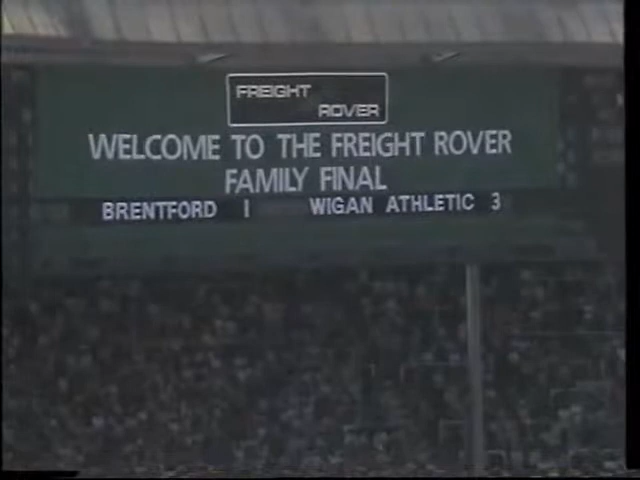 FREIGHT
ROVER
WELCOME TO THE FREIGHT ROVER
FAMILY FINAL
BRENTFORD 1 WIGAN ATHLETIC 3